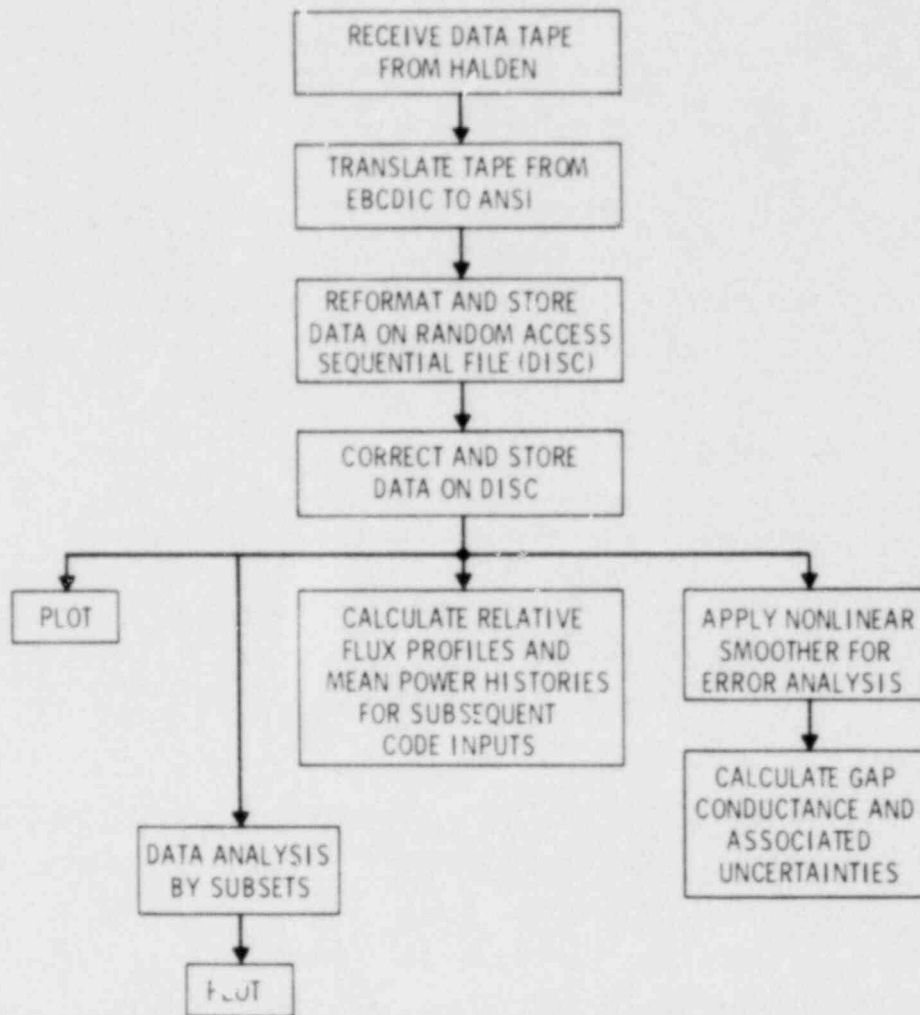 RECEIVE DATA TAPE
FROM HALDEN
TRANSLATE TAPE FROM
EBCDIC TO ANSI
REFORMAT AND STORE
DATA ON RANDOM ACCESS
SEQUENTIAL FILE (DISC)
CORRECT AND STORE
DATA ON DISC
PLOT
CALCULATE RELATIVE
FLUX PROFILES AND
MEAN POWER HISTORIES
FOR SUBSEQUENT
CODE INPUTS
APPLY NONLINEAR
SMOOTHER FOR
ERROR ANALYSIS
CALCULATE GAP
CONDUCTANCE AND
ASSOCIATED
UNCERTAINTIES
DATA ANALYSIS
BY SUBSETS
PLOT